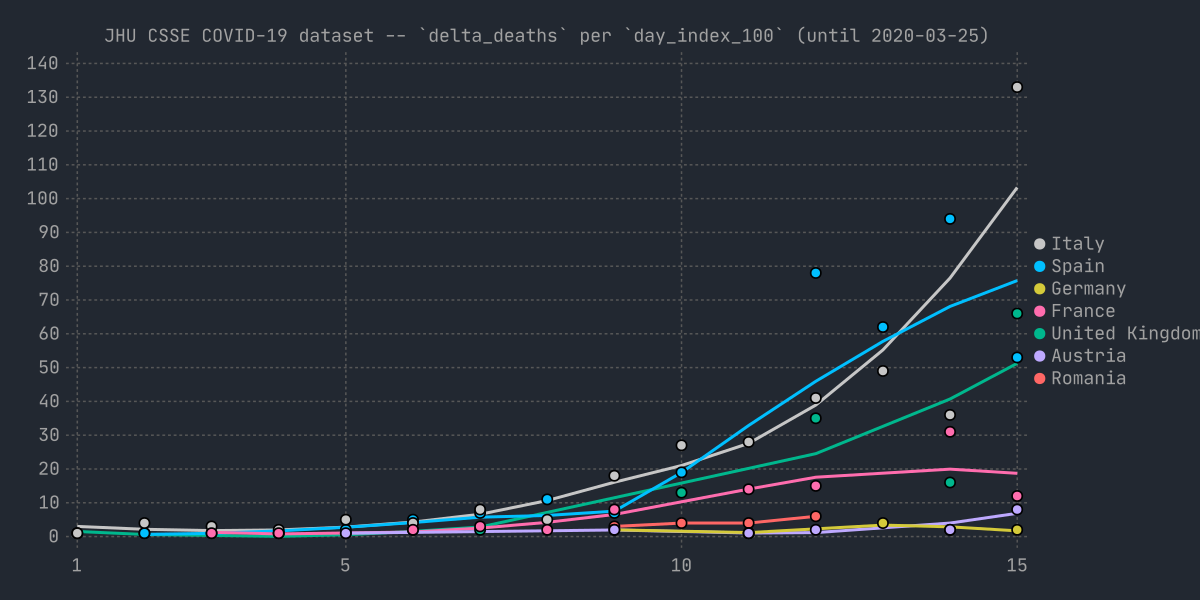 JHU CSSE COVID-19 dataset -- `delta_deaths` per `day_index_100` (until 2020-03-25)
140
130
120
110
100
90
80
70
60
50
40
30
20
10
0
1 5 10 15
Italy
Spain
Germany
France
United Kingdom
Austria
Romania